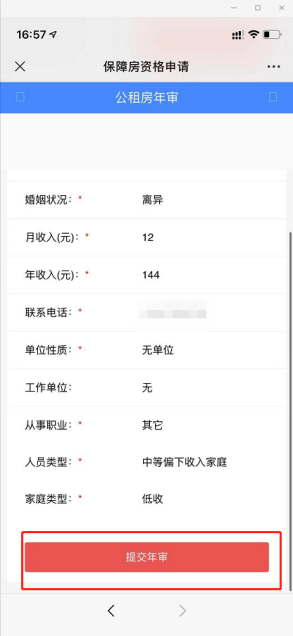 16:57
保障房资格申请
公租房年审
婚姻状况: * 离异
月收入(元): * 12
年收入(元): * 144
联系电话: *
单位性质: * 无单位
工作单位: 无
从事职业: * 其它
人员类型: * 中等偏下收入家庭
家庭类型: * 低收
提交年审